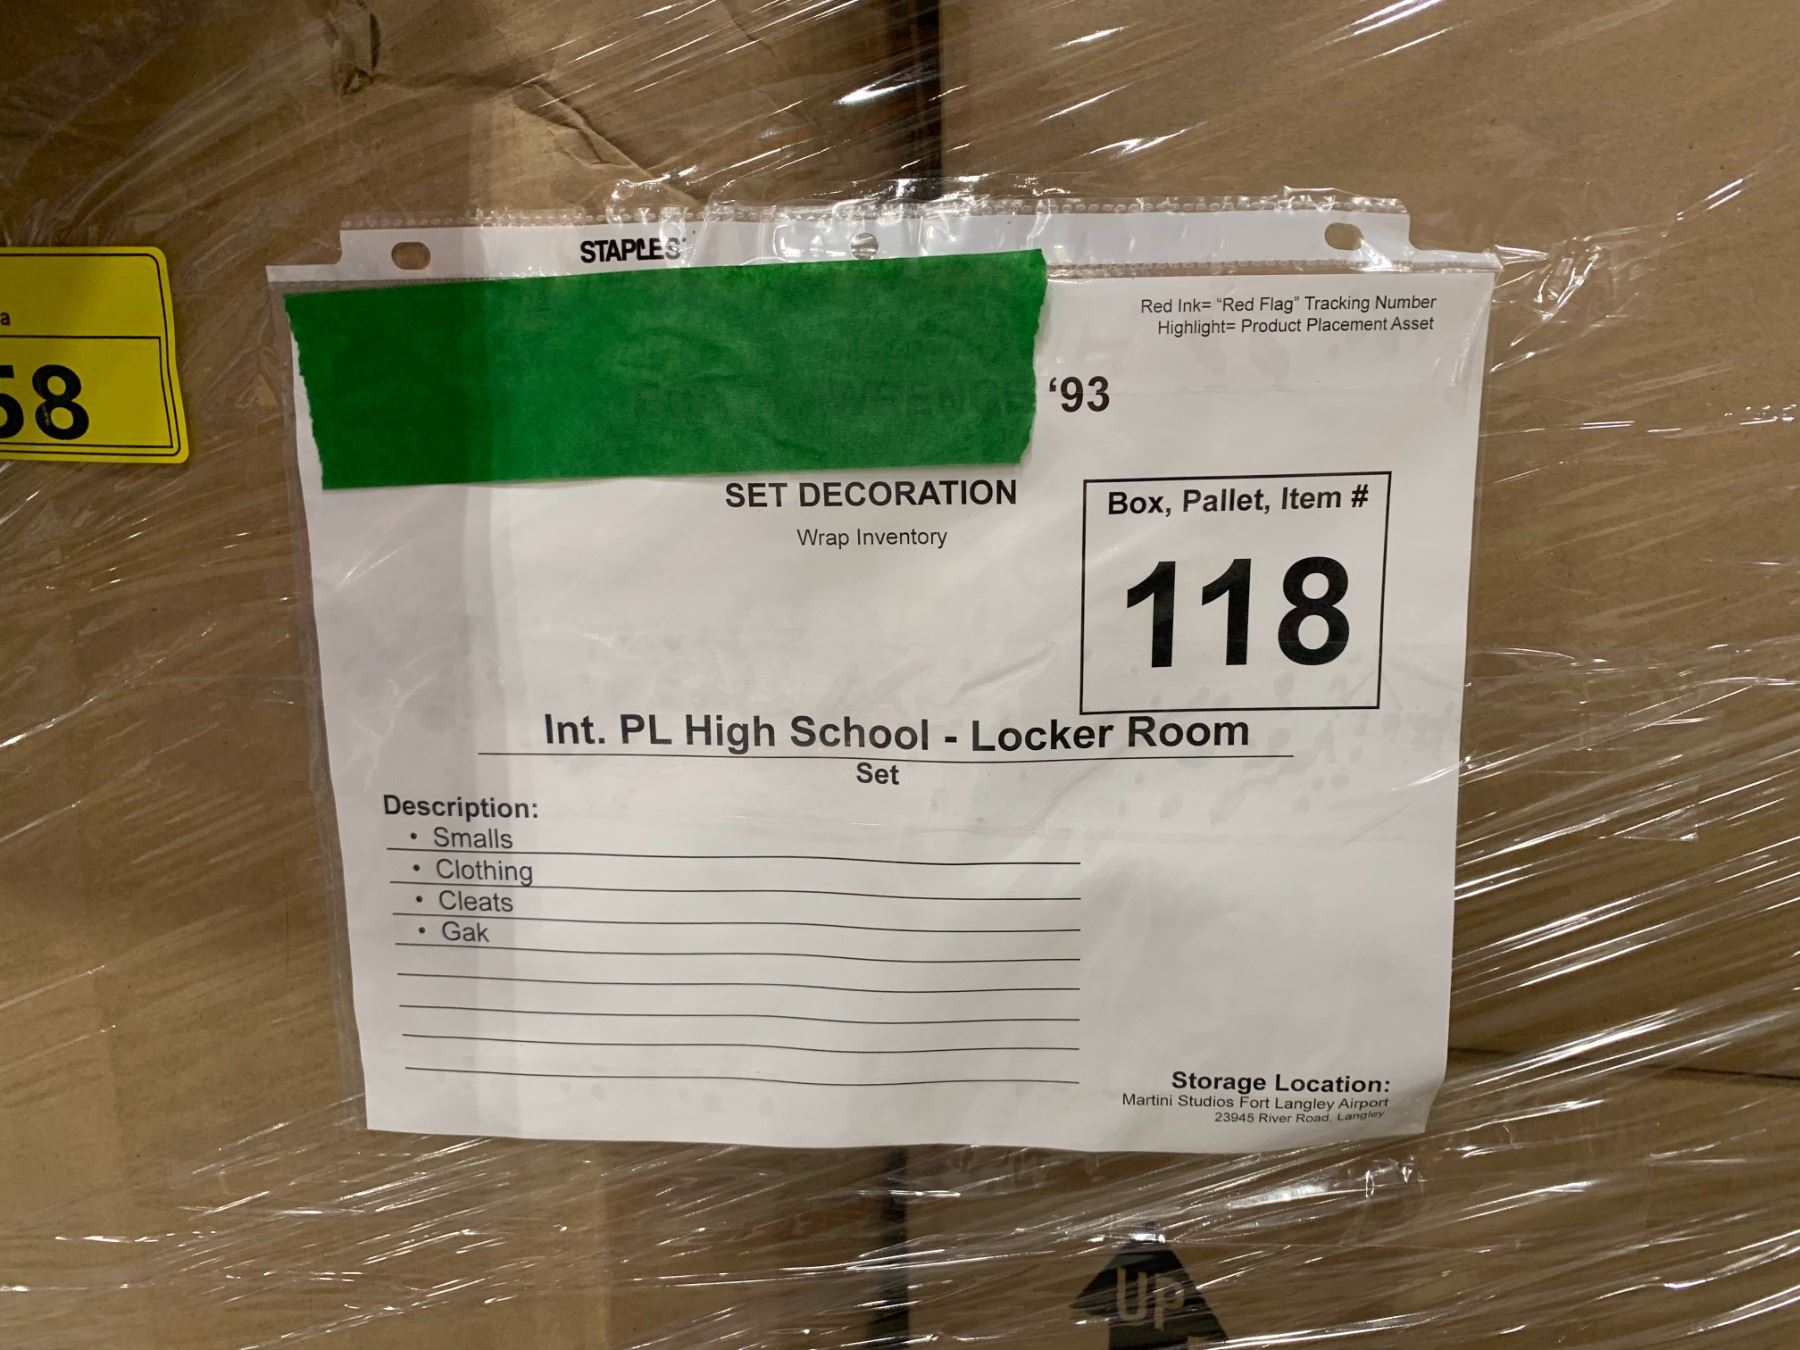 STAPLES
Red Ink= “Red Flag” Tracking Number
Highlight= Product Placement Asset
‘93
a
58
SET DECORATION
Wrap Inventory
Box, Pallet, Item #
118
Int. PL High School - Locker Room
Set
Description:
• Smalls
• Clothing
• Cleats
• Gak
Storage Location:
Martini Studios Fort Langley Airport
23945 River Road, Langley
UP